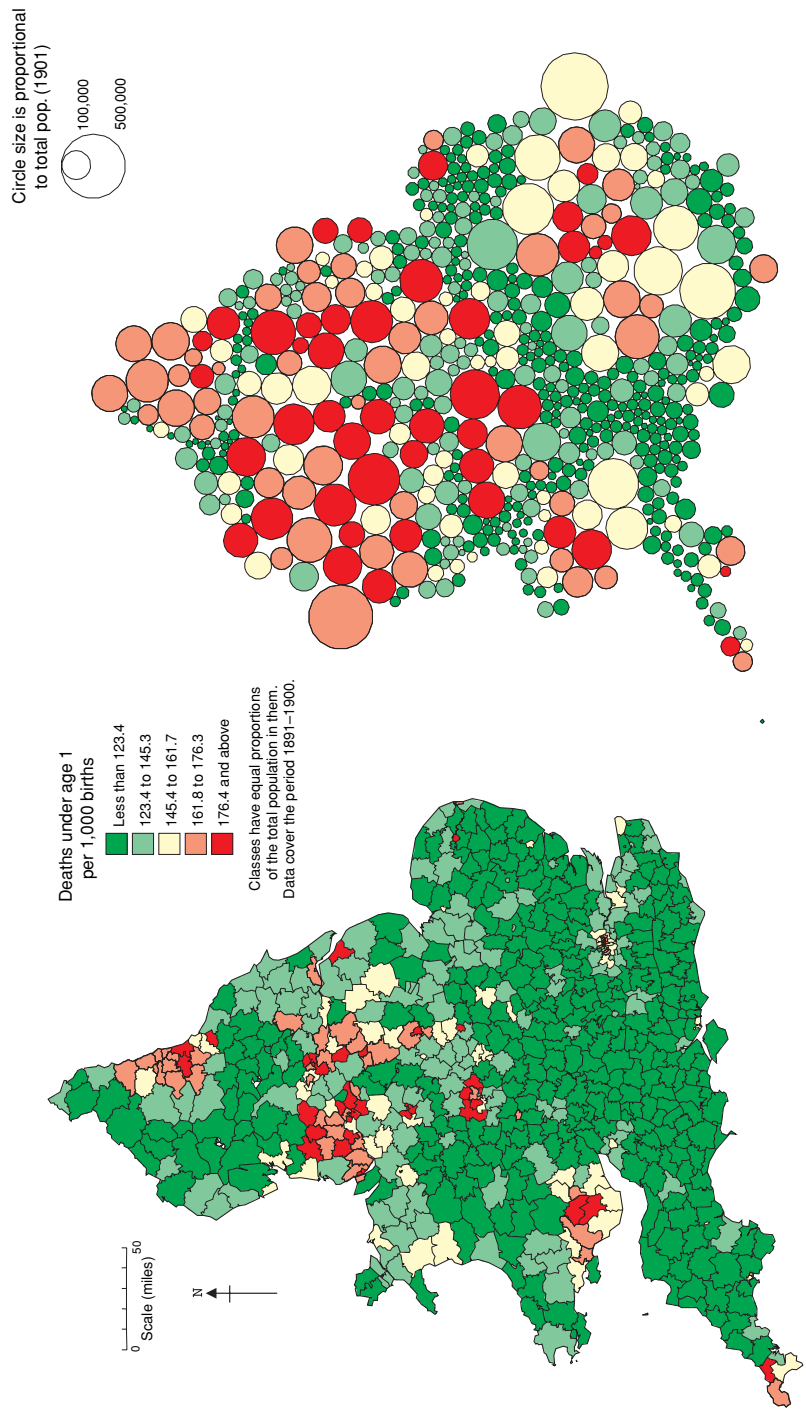 Circle size is proportional
to total pop. (1901)
100,000
500,000
Deaths under age 1
per 1,000 births
Less than 123.4
123.4 to 145.3
145.4 to 161.7
161.8 to 176.3
176.4 and above
Classes have equal proportions
of the total population in them.
Data cover the period 1891–1900.
0
50
Scale (miles)
N